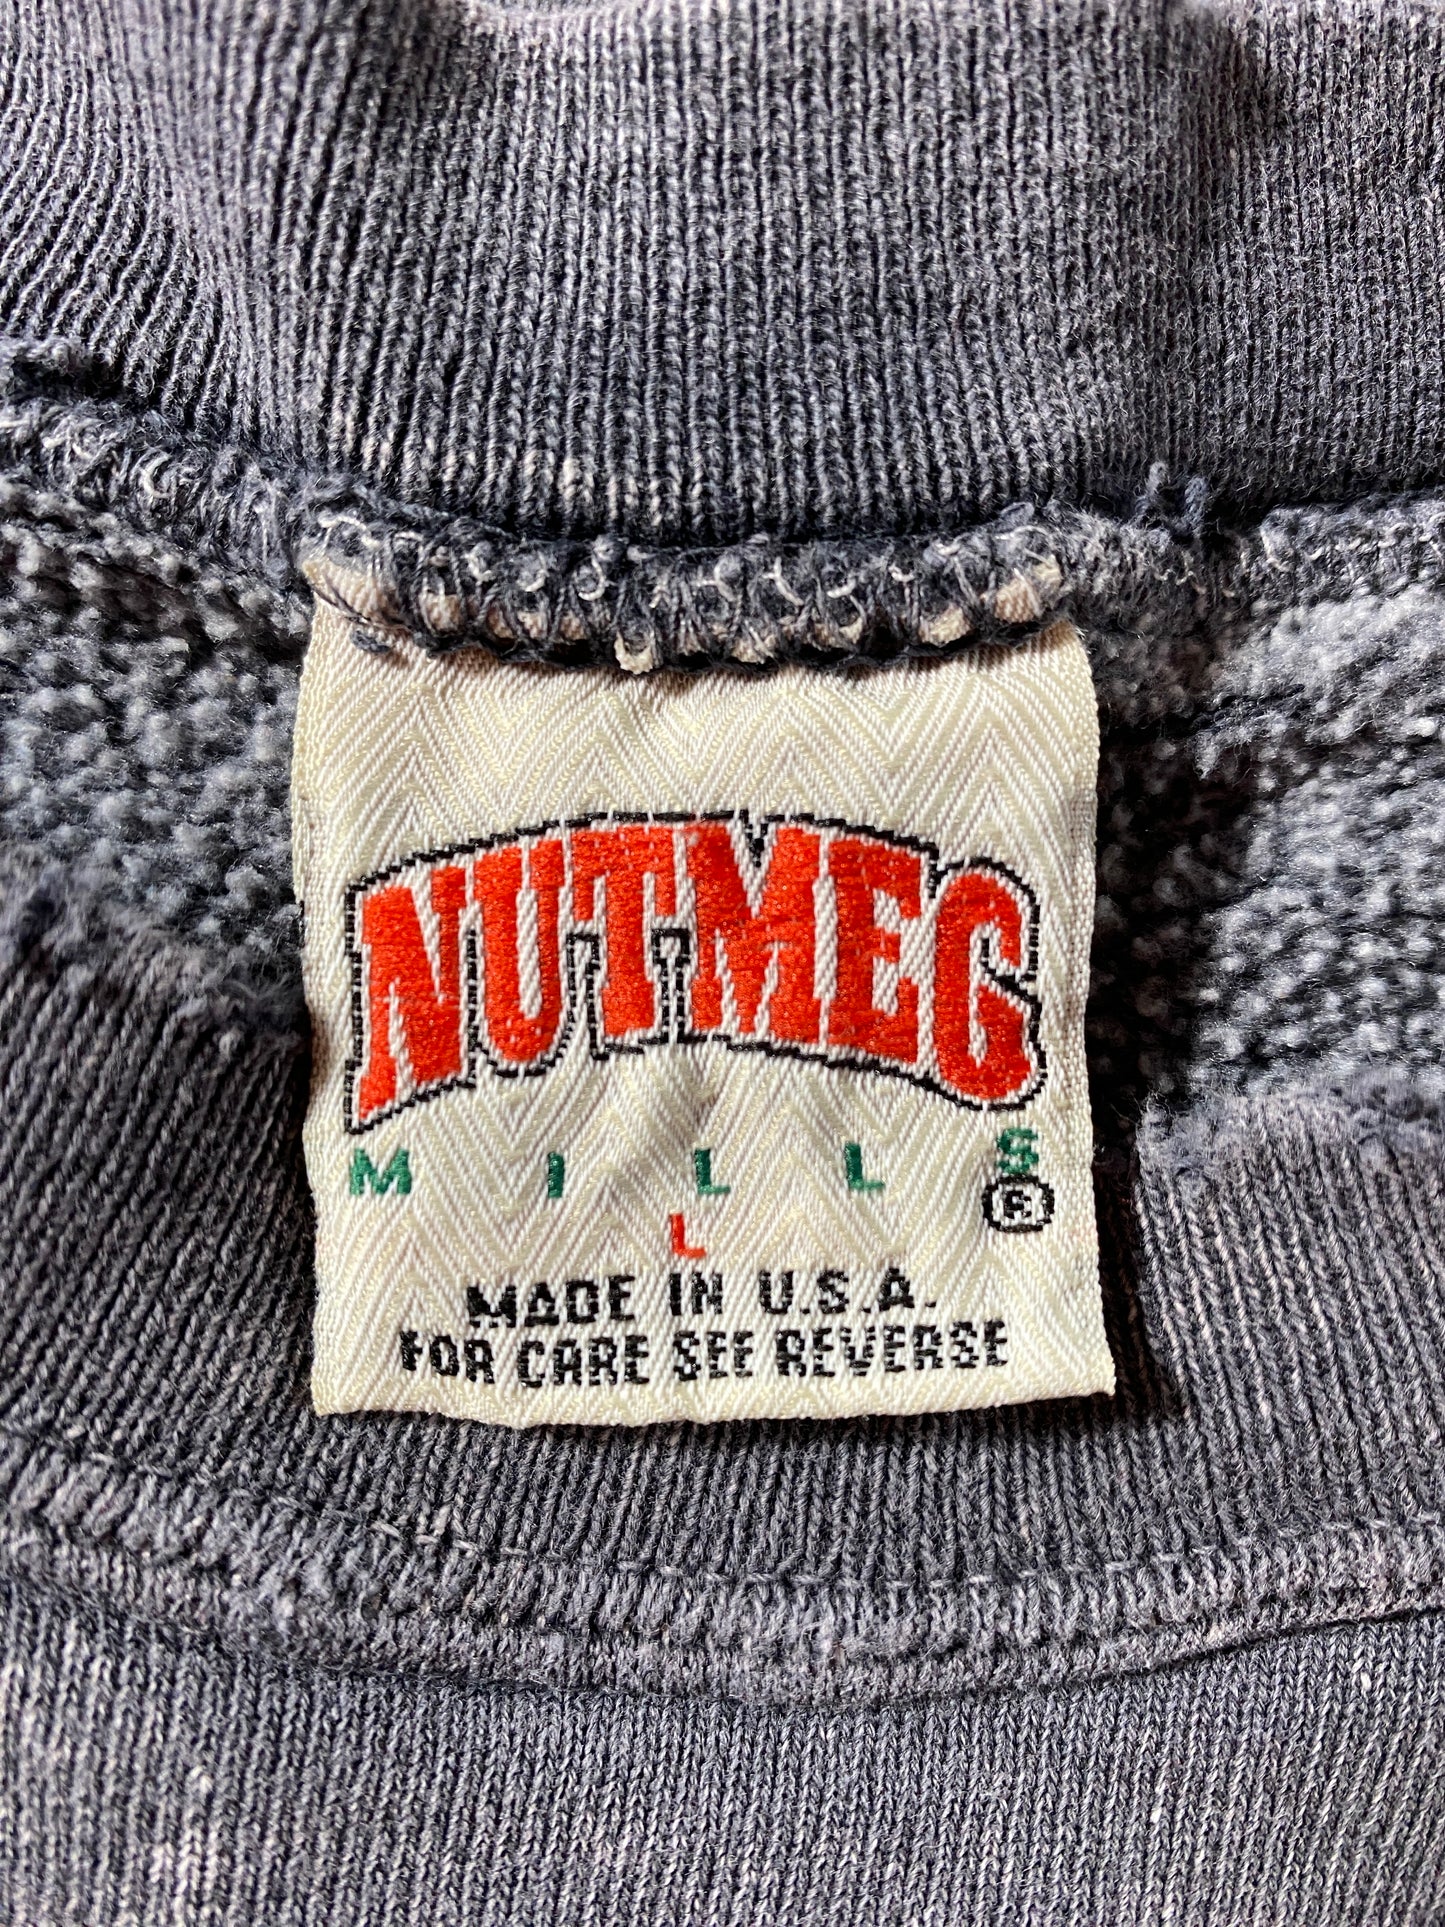 NUTMEG
MILLS ®
L
MADE IN U.S.A.
FOR CARE SEE REVERSE